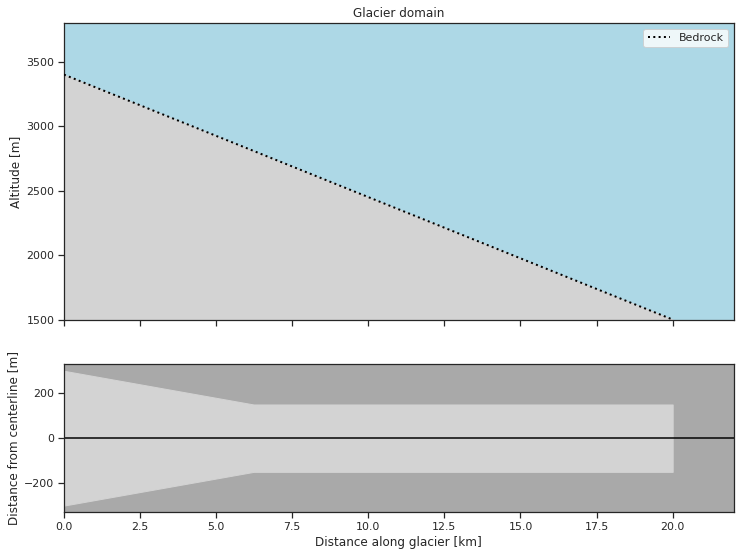 Glacier domain
Bedrock
Altitude [m]
3500
3000
2500
2000
1500
Distance from centerline [m]
200
0
−200
0.0 2.5 5.0 7.5 10.0 12.5 15.0 17.5 20.0
Distance along glacier [km]